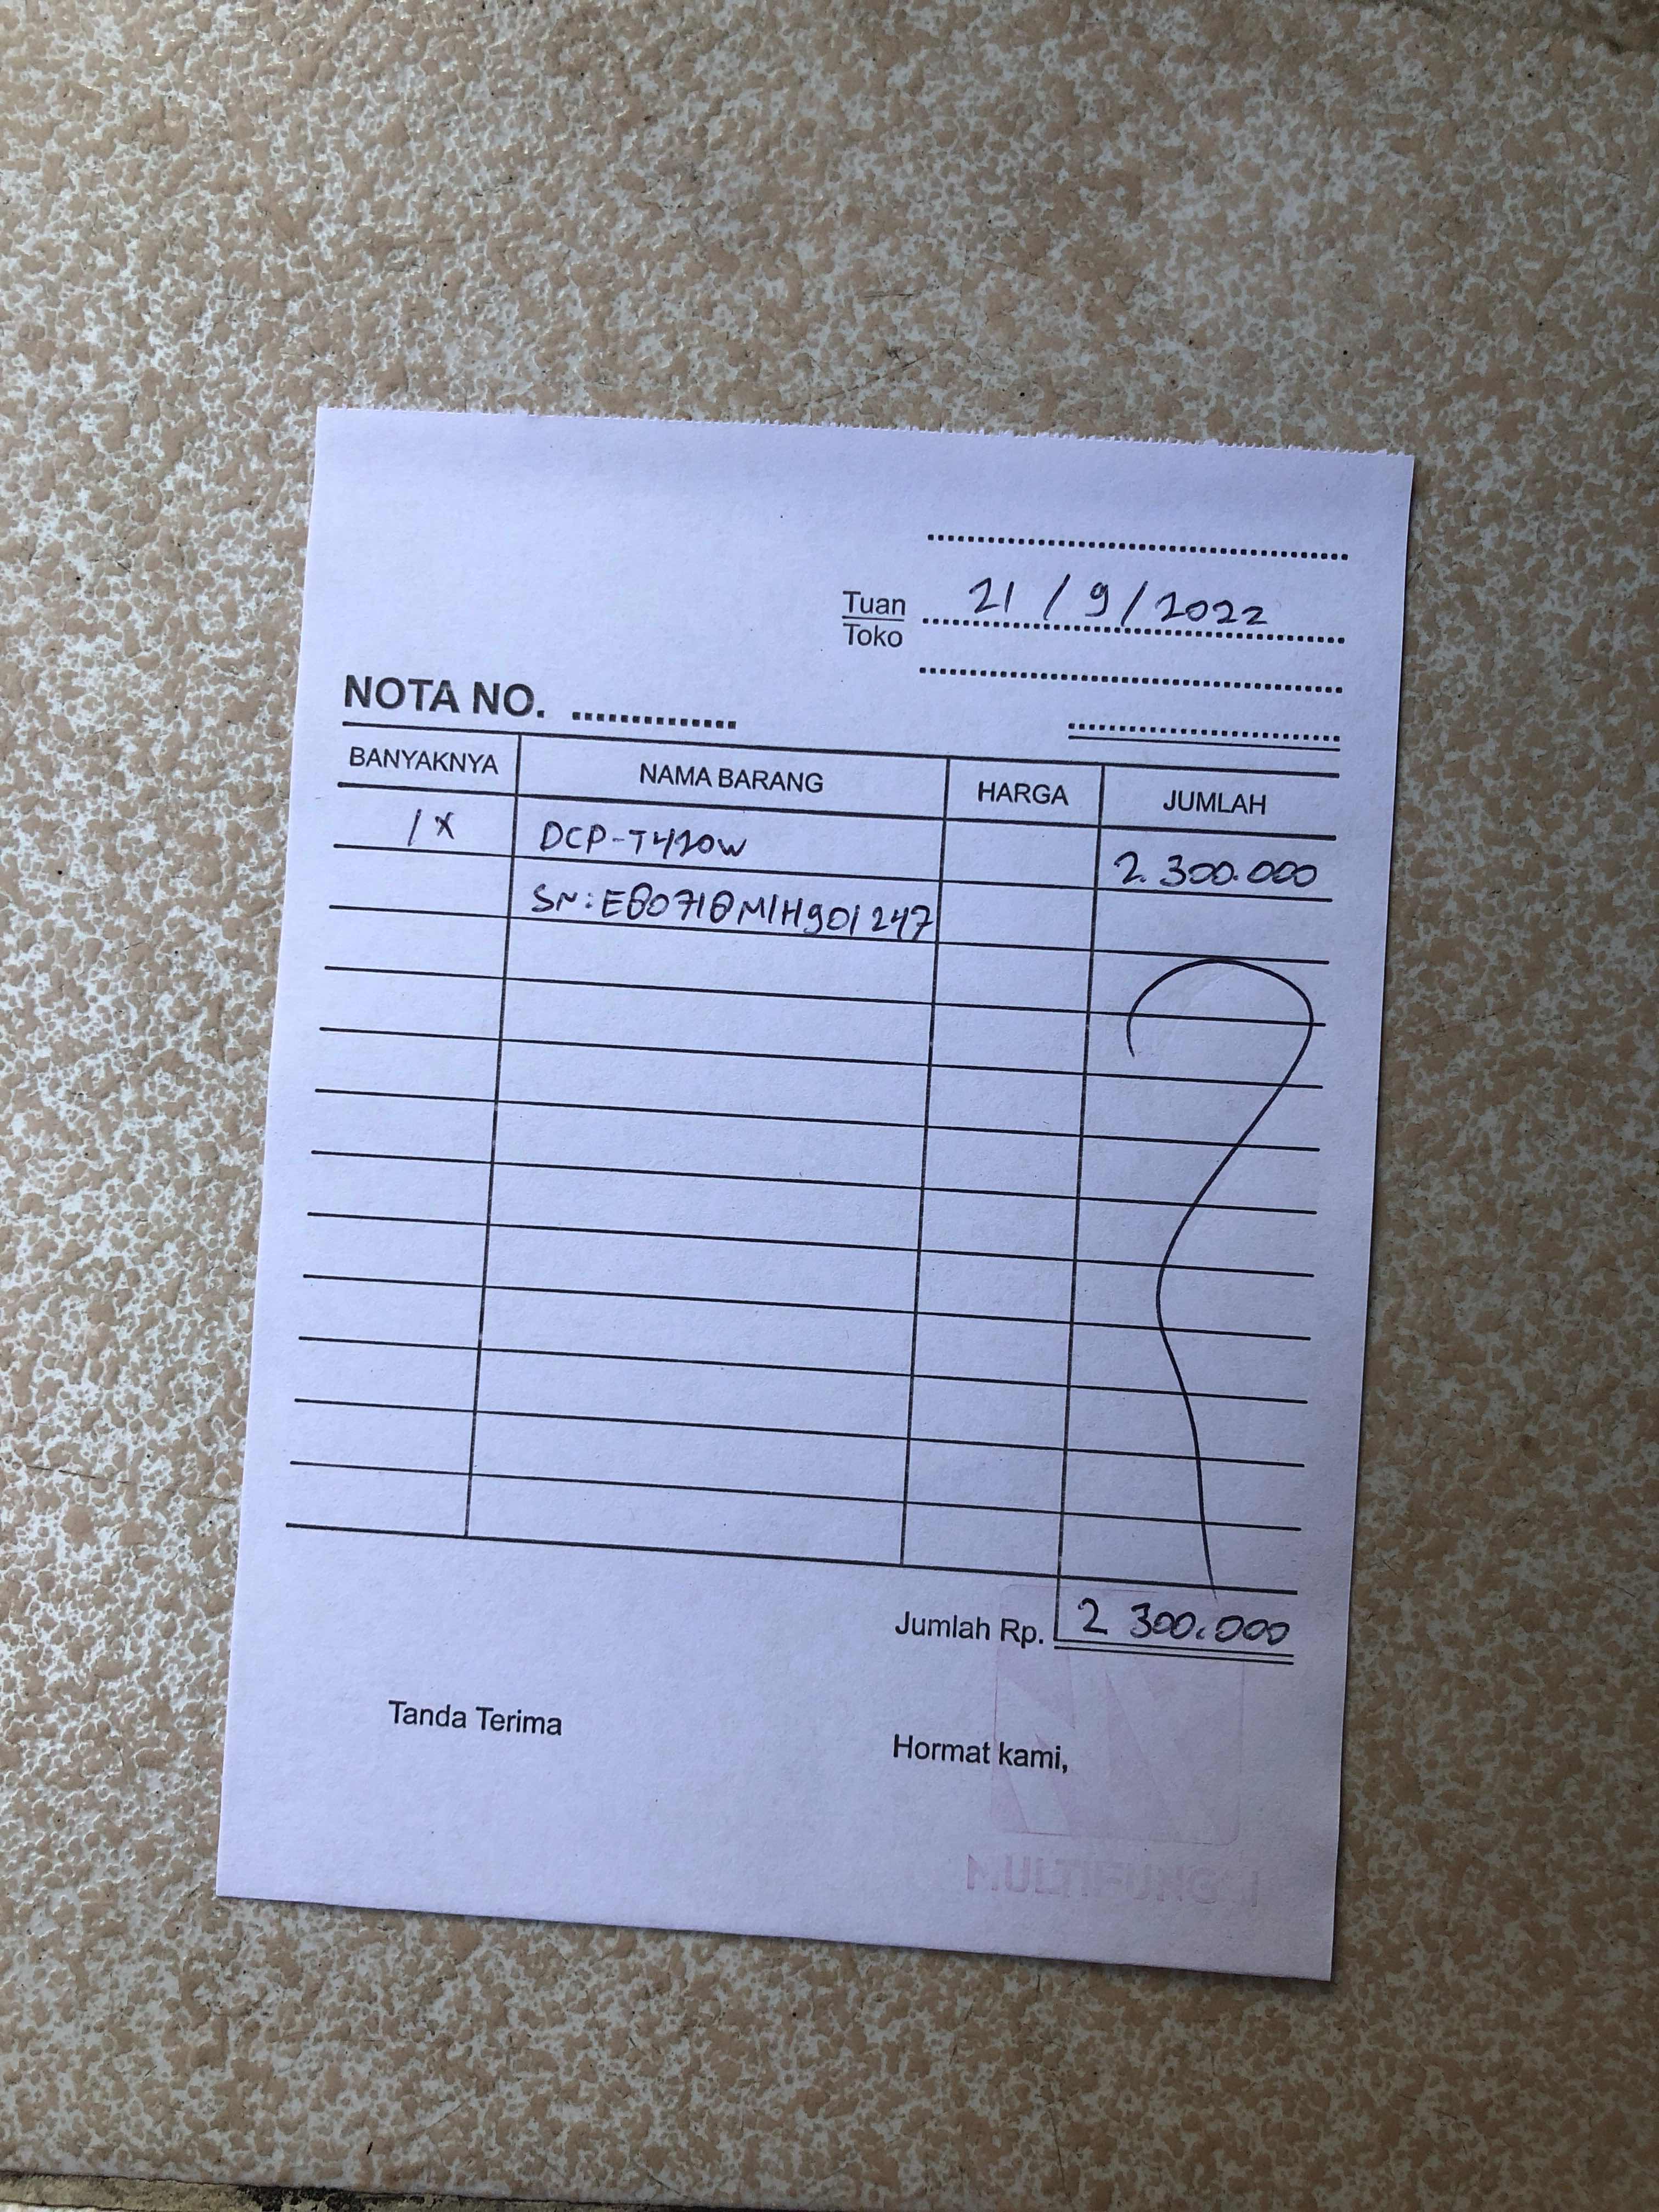 21/9/2022
Tuan
Toko
NOTA NO.
BANYAKNYA NAMA BARANG HARGA JUMLAH
1x DCP-T420W 2.300.000
SN: E80718M1H901247
Jumlah Rp. 2 300.000
Tanda Terima Hormat kami,